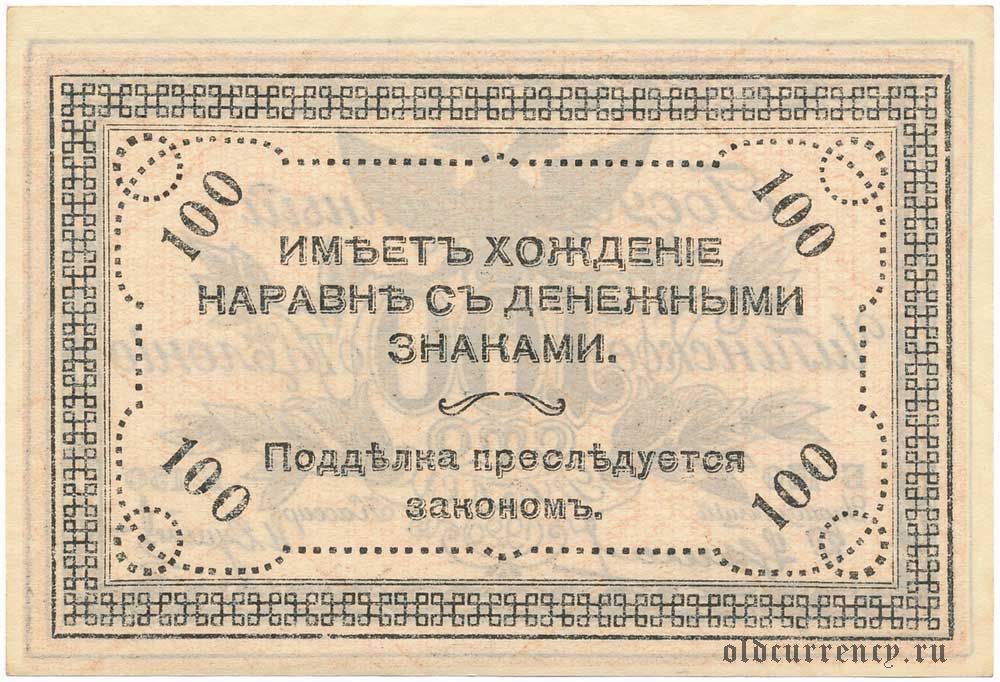 100 100
ИМѢЕТЪ ХОЖДЕНІЕ
НАРАВНѢ СЪ ДЕНЕЖНЫМИ
ЗНАКАМИ.
Поддѣлка преслѣдуется
закономъ.
100 100
oldcurrency.ru